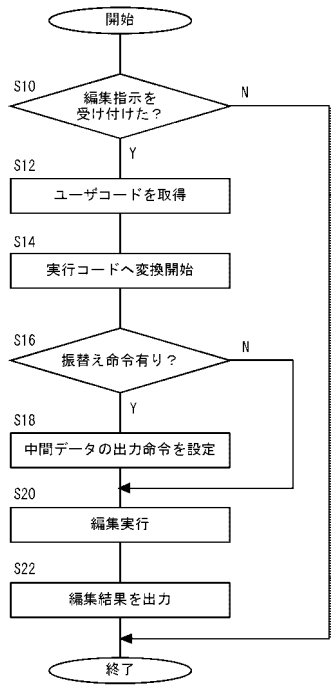 開始
S10
編集指示を
受け付けた？
N
Y
S12
ユーザコードを取得
S14
実行コードへ変換開始
S16
振替え命令有り？
N
Y
S18
中間データの出力命令を設定
S20
編集実行
S22
編集結果を出力
終了